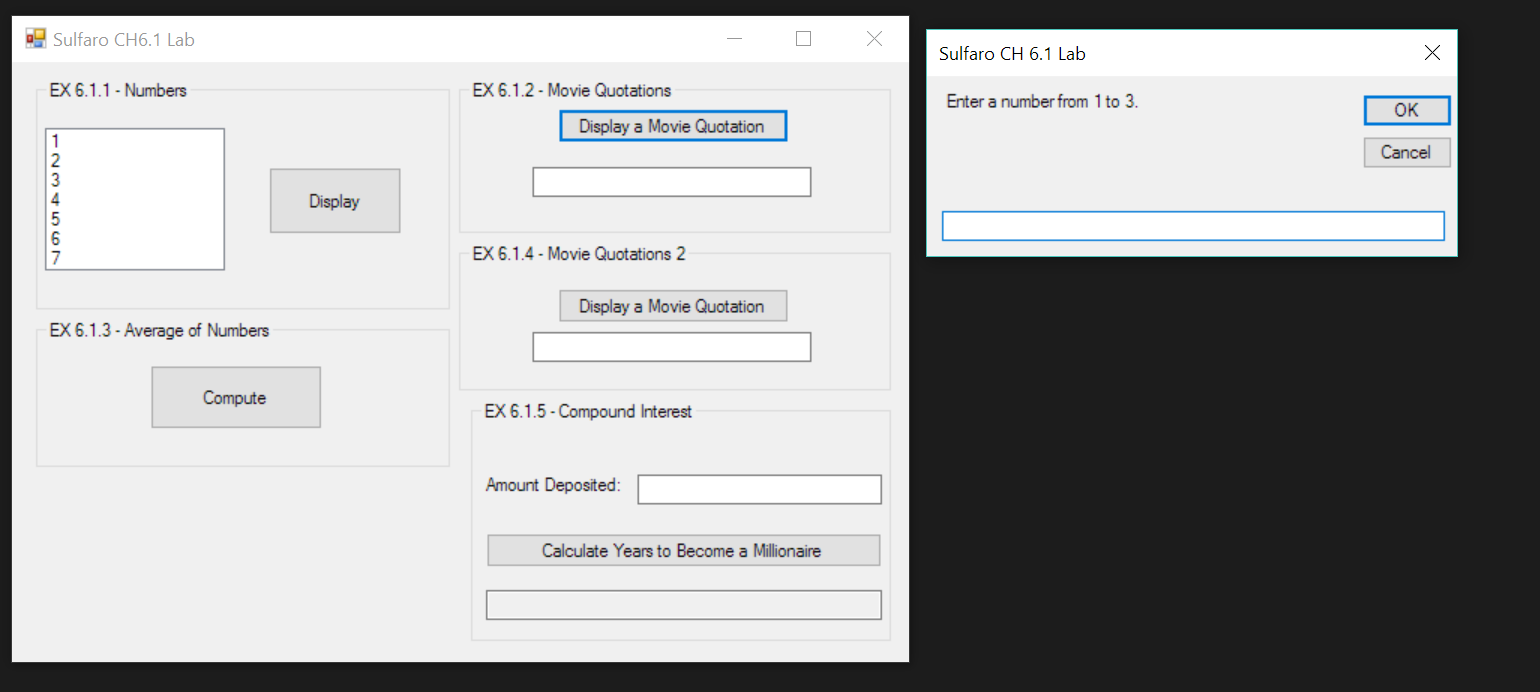 Sulfaro CH6.1 Lab
EX 6.1.1 - Numbers
1
2
3
4
5
6
7
Display
EX 6.1.3 - Average of Numbers
Compute
EX 6.1.2 - Movie Quotations
Display a Movie Quotation
EX 6.1.4 - Movie Quotations 2
Display a Movie Quotation
EX 6.1.5 - Compound Interest
Amount Deposited:
Calculate Years to Become a Millionaire
Sulfaro CH 6.1 Lab
Enter a number from 1 to 3.
OK
Cancel